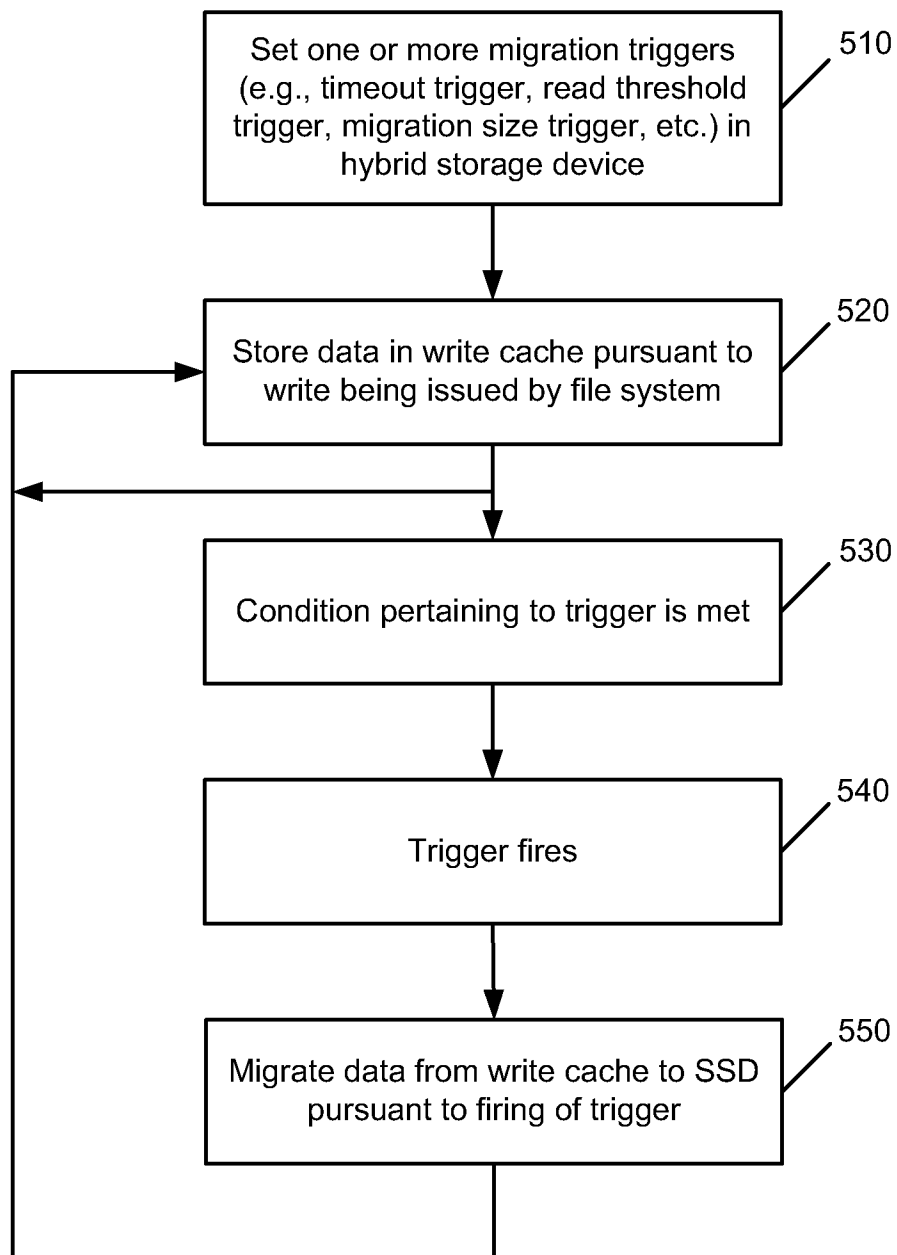 Set one or more migration triggers
(e.g., timeout trigger, read threshold
trigger, migration size trigger, etc.) in
hybrid storage device
510
Store data in write cache pursuant to
write being issued by file system
520
Condition pertaining to trigger is met
530
Trigger fires
540
Migrate data from write cache to SSD
pursuant to firing of trigger
550